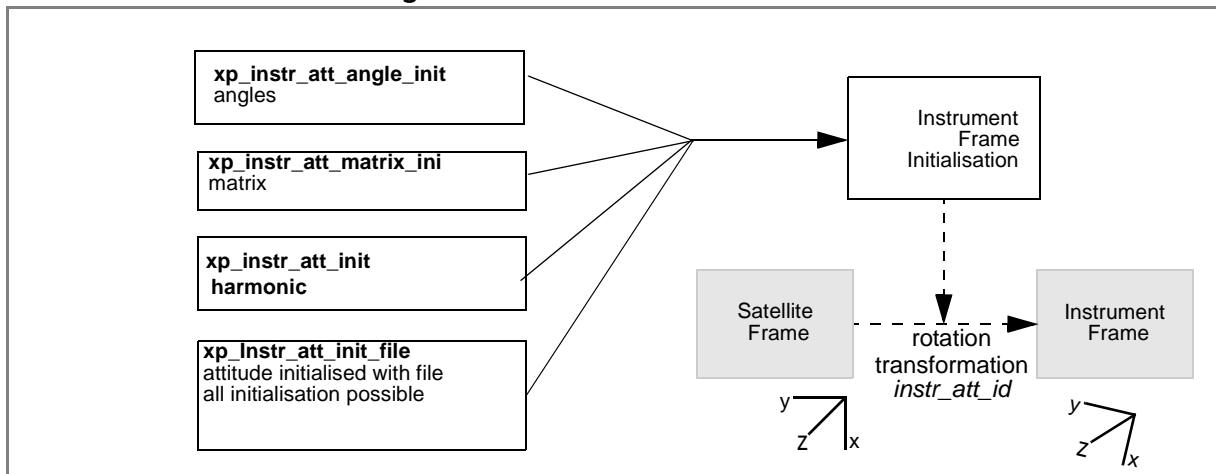 xp_instr_att_angle_init
angles
xp_instr_att_matrix_ini
matrix
xp_instr_att_init
harmonic
xp_Instr_att_init_file
attitude initialised with file
all initialisation possible
Instrument
Frame
Initialisation
Satellite
Frame
rotation
transformation
instr_att_id
Instrument
Frame
y
z
x
y
z
x